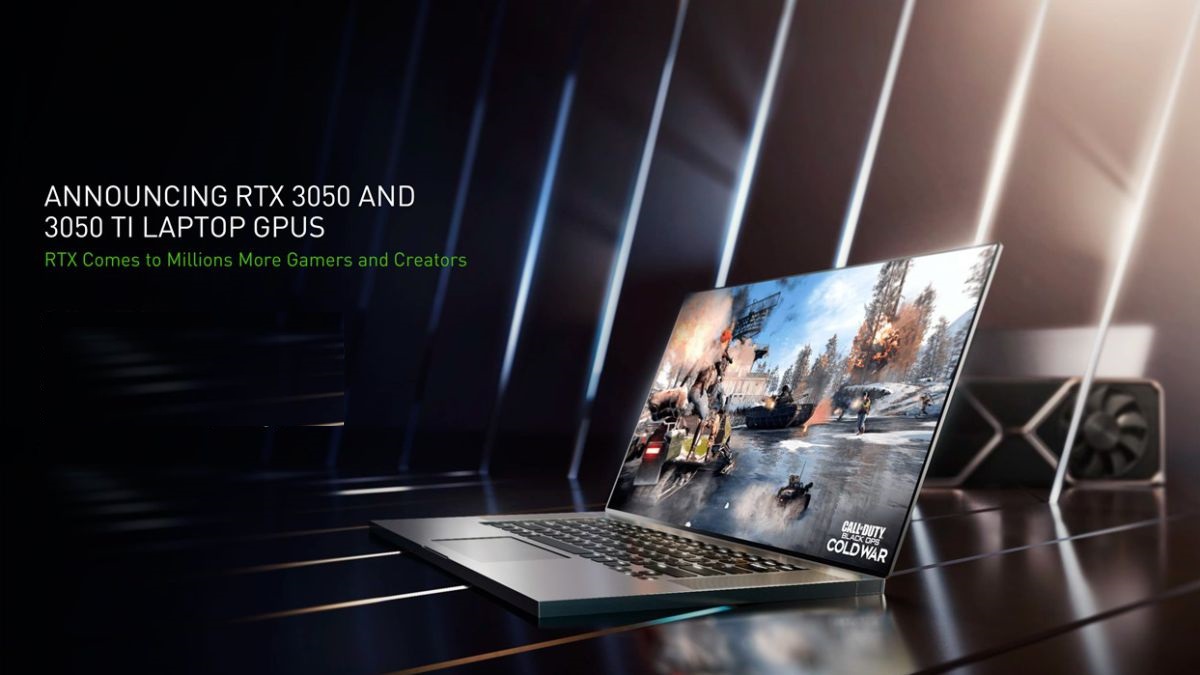 ANNOUNCING RTX 3050 AND
3050 TI LAPTOP GPUS
RTX Comes to Millions More Gamers and Creators
CALL OF DUTY
BLACK OPS
COLD WAR